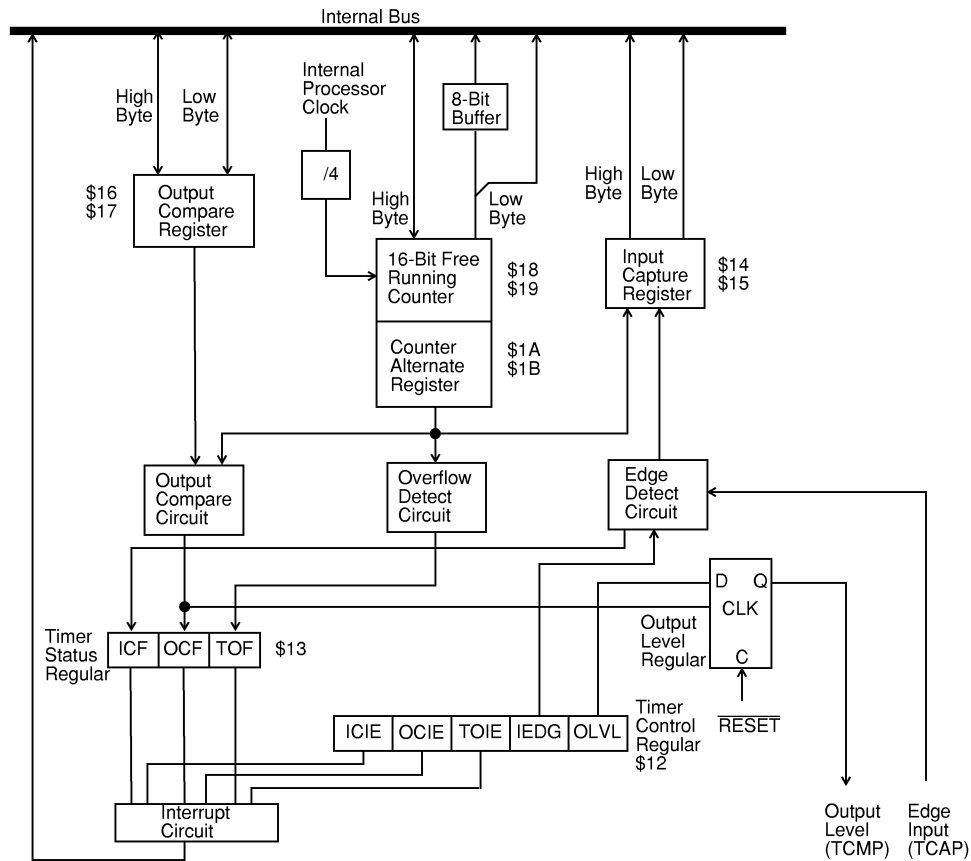 Internal Bus
High
Byte
Low
Byte
Internal
Processor
Clock
8-Bit
Buffer
/4
$16
$17
Output
Compare
Register
High
Byte
Low
Byte
High
Byte
Low
Byte
16-Bit Free
Running
Counter
$18
$19
Input
Capture
Register
$14
$15
Counter
Alternate
Register
$1A
$1B
Output
Compare
Circuit
Overflow
Detect
Circuit
Edge
Detect
Circuit
D Q
CLK
C
Output
Level
Regular
RESET
Timer
Status
Regular
ICF OCF TOF
$13
ICIE OCIE TOIE IEDG OLVL
Timer
Control
Regular
$12
Interrupt
Circuit
Output
Level
(TCMP)
Edge
Input
(TCAP)